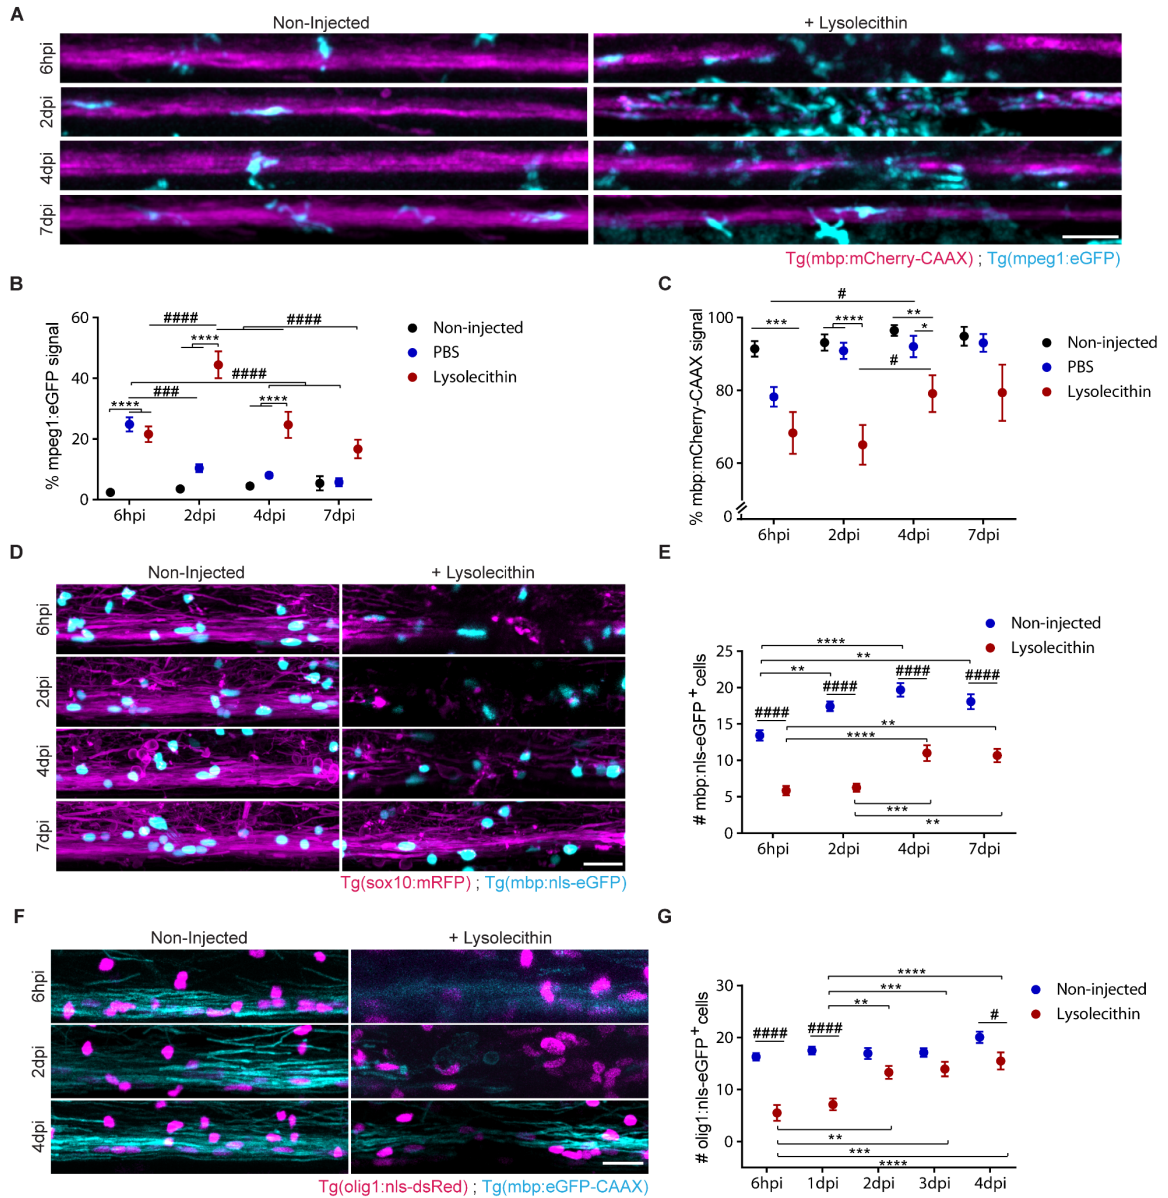 A
Non-Injected
+ Lysolecithin
6hpi
2dpi
4dpi
7dpi
Tg(mbp:mCherry-CAAX) ; Tg(mpeg1:eGFP)
B
% mpeg1:eGFP signal
60
40
20
0
6hpi 2dpi 4dpi 7dpi
####
####
****
####
###
****
****
Non-injected
PBS
Lysolecithin
C
% mbp:mCherry-CAAX signal
100
80
60
0
6hpi 2dpi 4dpi 7dpi
#
***
****
**
*
#
Non-injected
PBS
Lysolecithin
D
Non-Injected
+ Lysolecithin
6hpi
2dpi
4dpi
7dpi
Tg(sox10:mRFP) ; Tg(mbp:nls-eGFP)
E
Non-injected
Lysolecithin
# mbp:nls-eGFP + cells
25
20
15
10
5
0
6hpi 2dpi 4dpi 7dpi
****
**
**
####
####
####
####
**
****
***
**
F
Non-Injected
+ Lysolecithin
6hpi
2dpi
4dpi
Tg(olig1:nls-dsRed) ; Tg(mbp:eGFP-CAAX)
G
Non-injected
Lysolecithin
# olig1:nls-eGFP + cells
30
20
10
0
6hpi 1dpi 2dpi 3dpi 4dpi
****
***
**
####
####
#
**
***
****